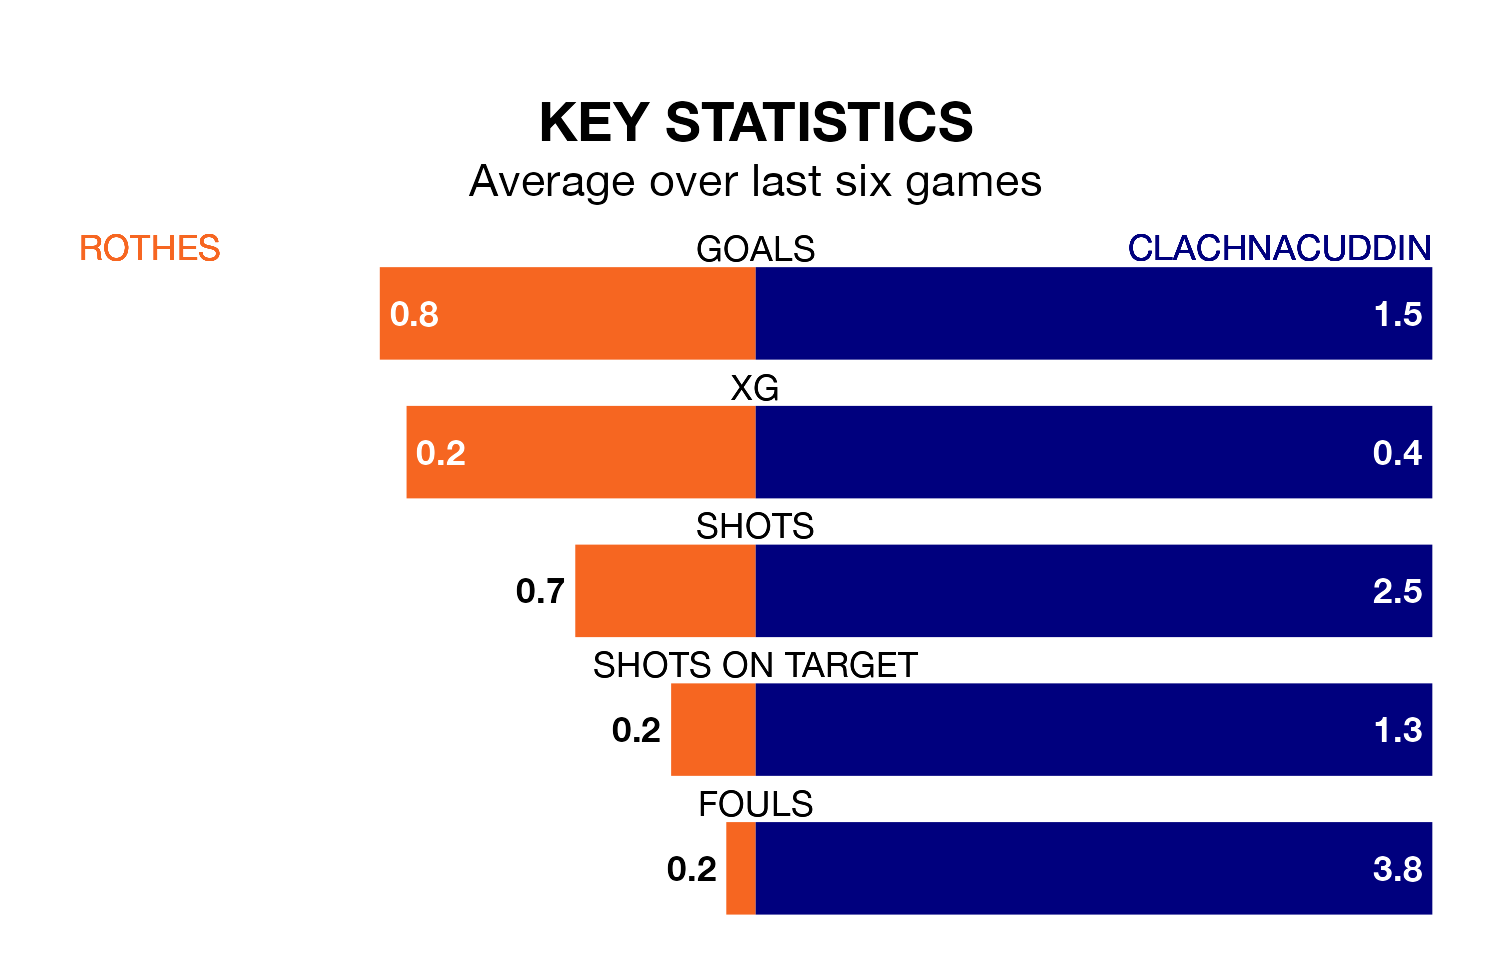 KEY STATISTICS
Average over last six games
ROTHES GOALS CLACHNACUDDIN
0.8 1.5
XG
0.2 0.4
SHOTS
0.7 2.5
SHOTS ON TARGET
0.2 1.3
FOULS
0.2 3.8